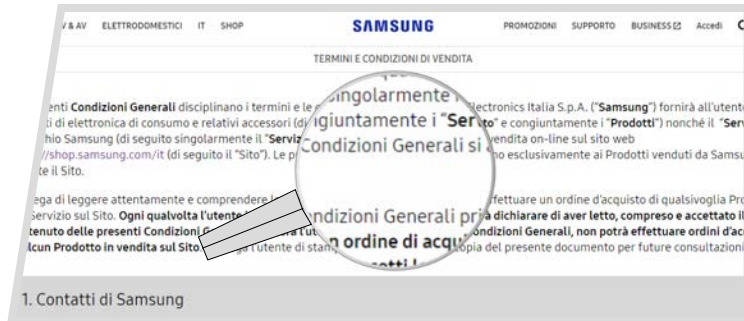 V & AV ELETTRODOMESTICI IT SHOP SAMSUNG PROMOZIONI SUPPORTO BUSINESS Accedi
TERMINI E CONDIZIONI DI VENDITA
enti Condizioni Generali disciplinano i termini e le singolarmente Electronics Italia S.p.A. ("Samsung") fornirà all'utente
ti di elettronica di consumo e relativi accessori (di giuntamente i "Ser to" e congiuntamente i "Prodotti") nonché il "Serv
hio Samsung (di seguito singolarmente il "Serviz Condizioni Generali si vendita on-line sul sito web
//shop.samsung.com/it (di seguito il "Sito"). Le p no esclusivamente ai Prodotti venduti da Samsu
te il Sito.
ega di leggere attentamente e comprendere effettuare un ordine d'acquisto di qualsivoglia Pro
Servizio sul Sito. Ogni qualvolta l'utente ndizioni Generali pri à dichiarare di aver letto, compreso e accettato il
tenuto delle presenti Condizioni n ordine di acqu ondizioni Generali, non potrà effettuare ordini d'acc
lcun Prodotto in vendita sul Sito l'utente di stam opia del presente documento per future consultazioni
1. Contatti di Samsung